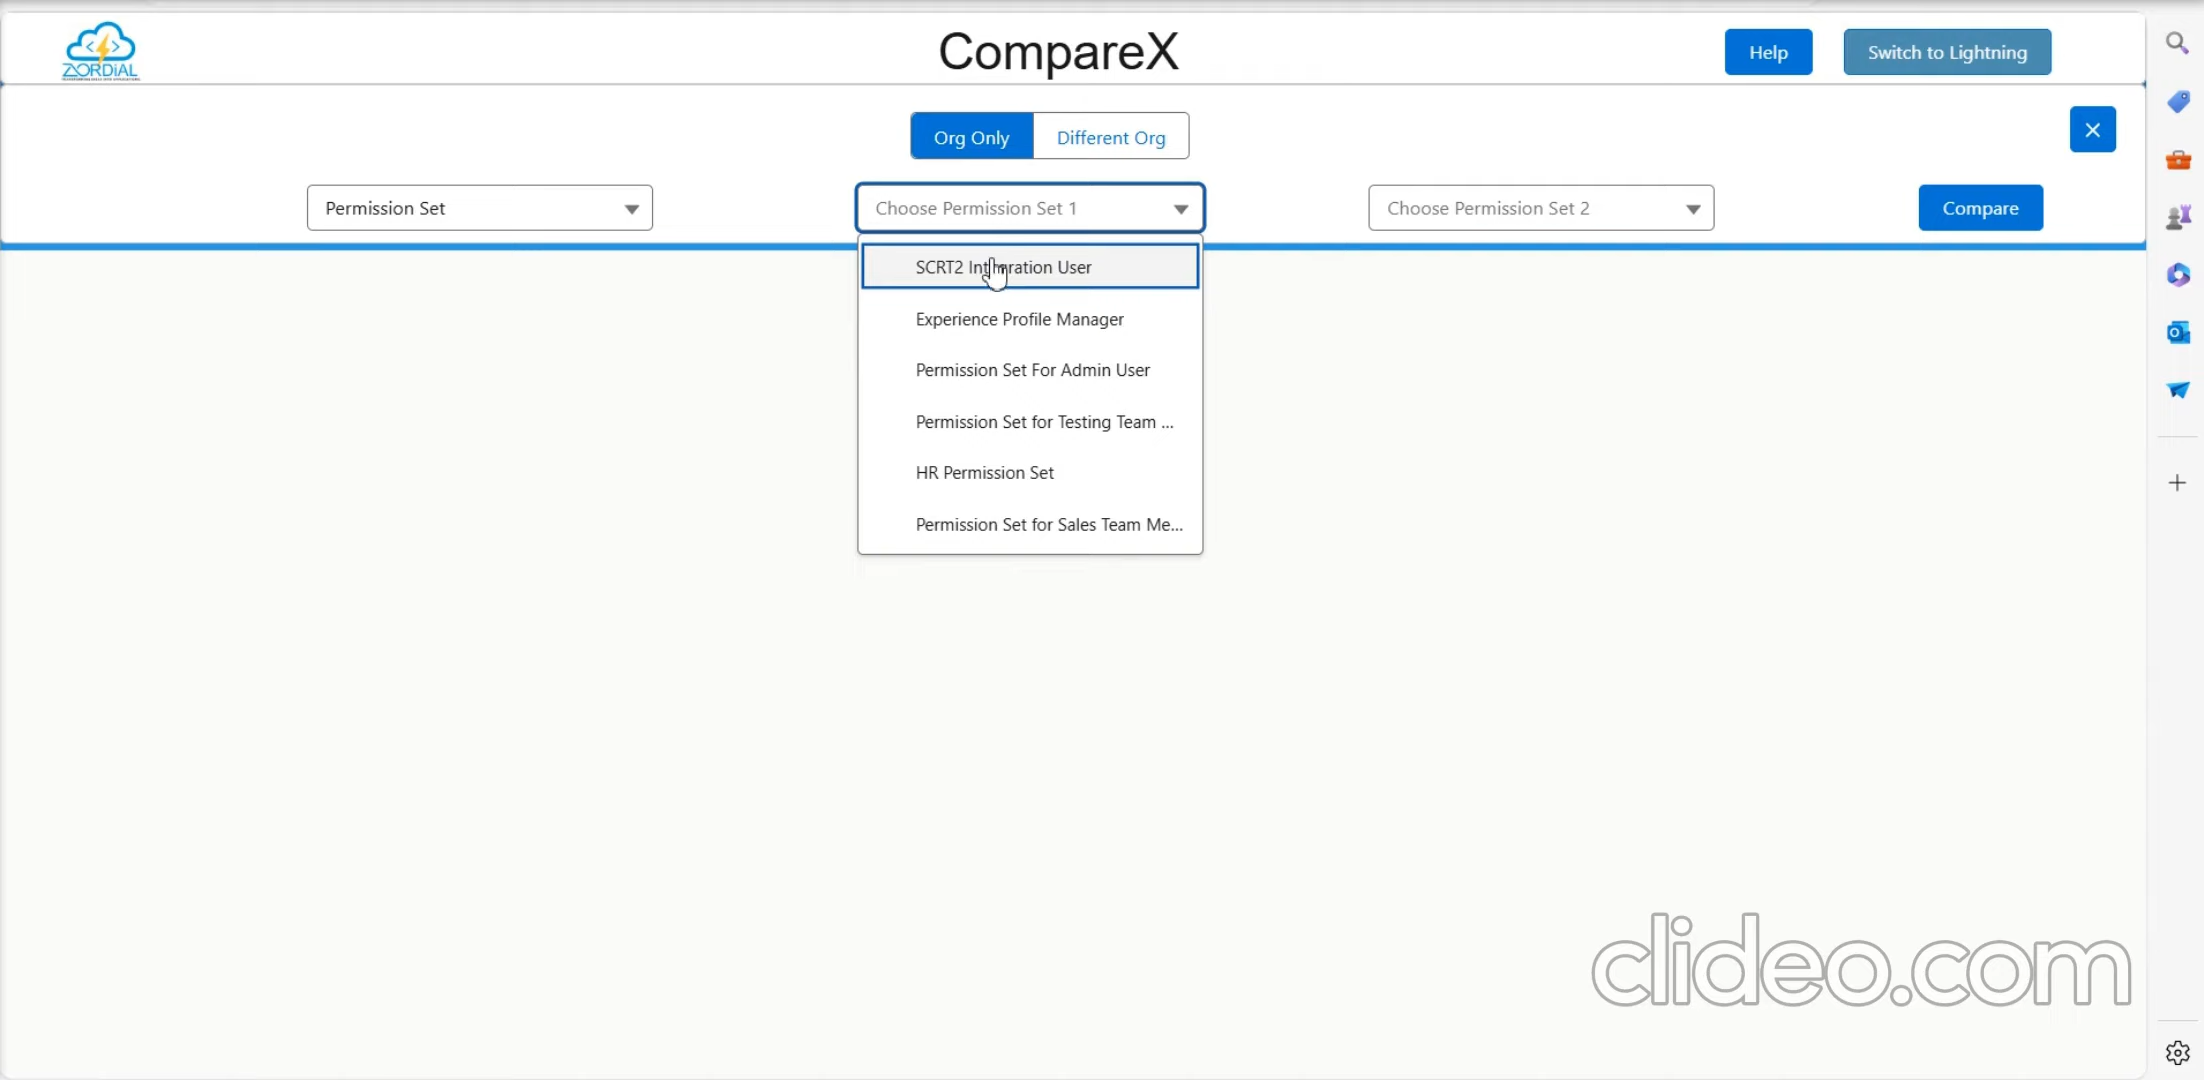 ZORDIAL
CompareX
Help
Switch to Lightning
Org Only
Different Org
Permission Set
Choose Permission Set 1
Choose Permission Set 2
Compare
SCRT2 Integration User
Experience Profile Manager
Permission Set For Admin User
Permission Set for Testing Team ...
HR Permission Set
Permission Set for Sales Team Me...
clideo.com